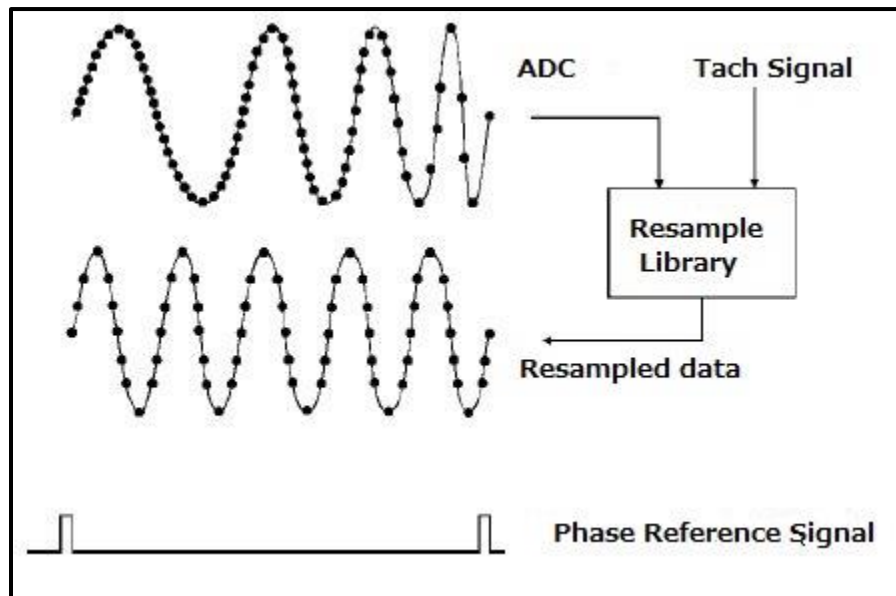 ADC
Tach Signal
Resample
Library
Resampled data
Phase Reference Signal